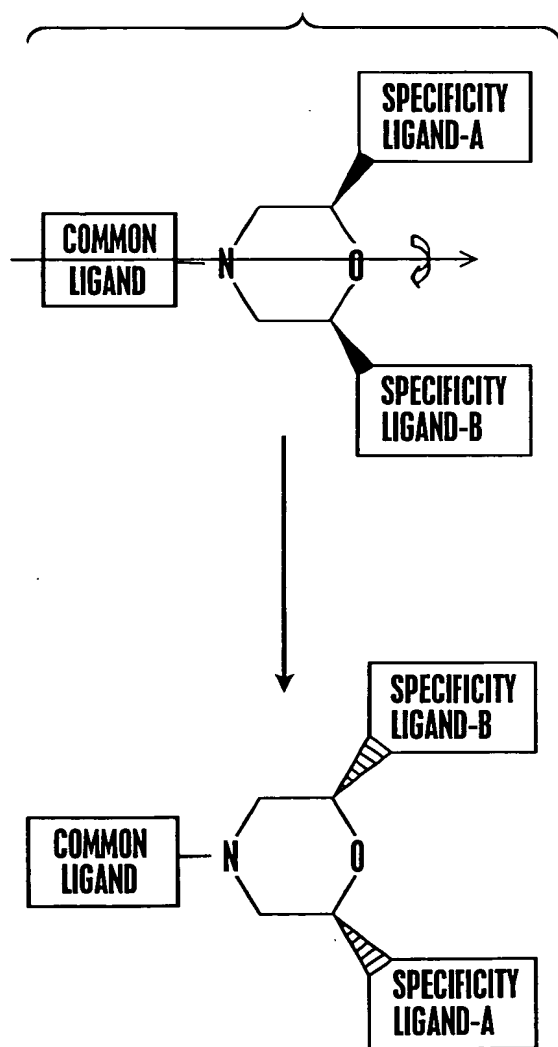 SPECIFICITY
LIGAND-A
COMMON
LIGAND
N
O
SPECIFICITY
LIGAND-B
SPECIFICITY
LIGAND-B
COMMON
LIGAND
N
O
SPECIFICITY
LIGAND-A